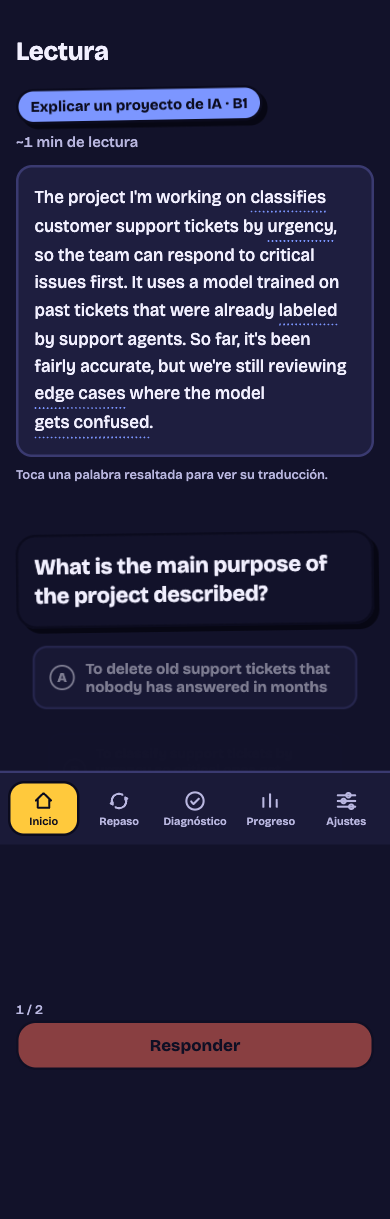 Lectura
Explicar un proyecto de IA · B1
~1 min de lectura
The project I'm working on classifies
customer support tickets by urgency,
so the team can respond to critical
issues first. It uses a model trained on
past tickets that were already labeled
by support agents. So far, it's been
fairly accurate, but we're still reviewing
edge cases where the model
gets confused.
Toca una palabra resaltada para ver su traducción.
What is the main purpose of
the project described?
A To delete old support tickets that
nobody has answered in months
Inicio Repaso Diagnóstico Progreso Ajustes
1 / 2
Responder